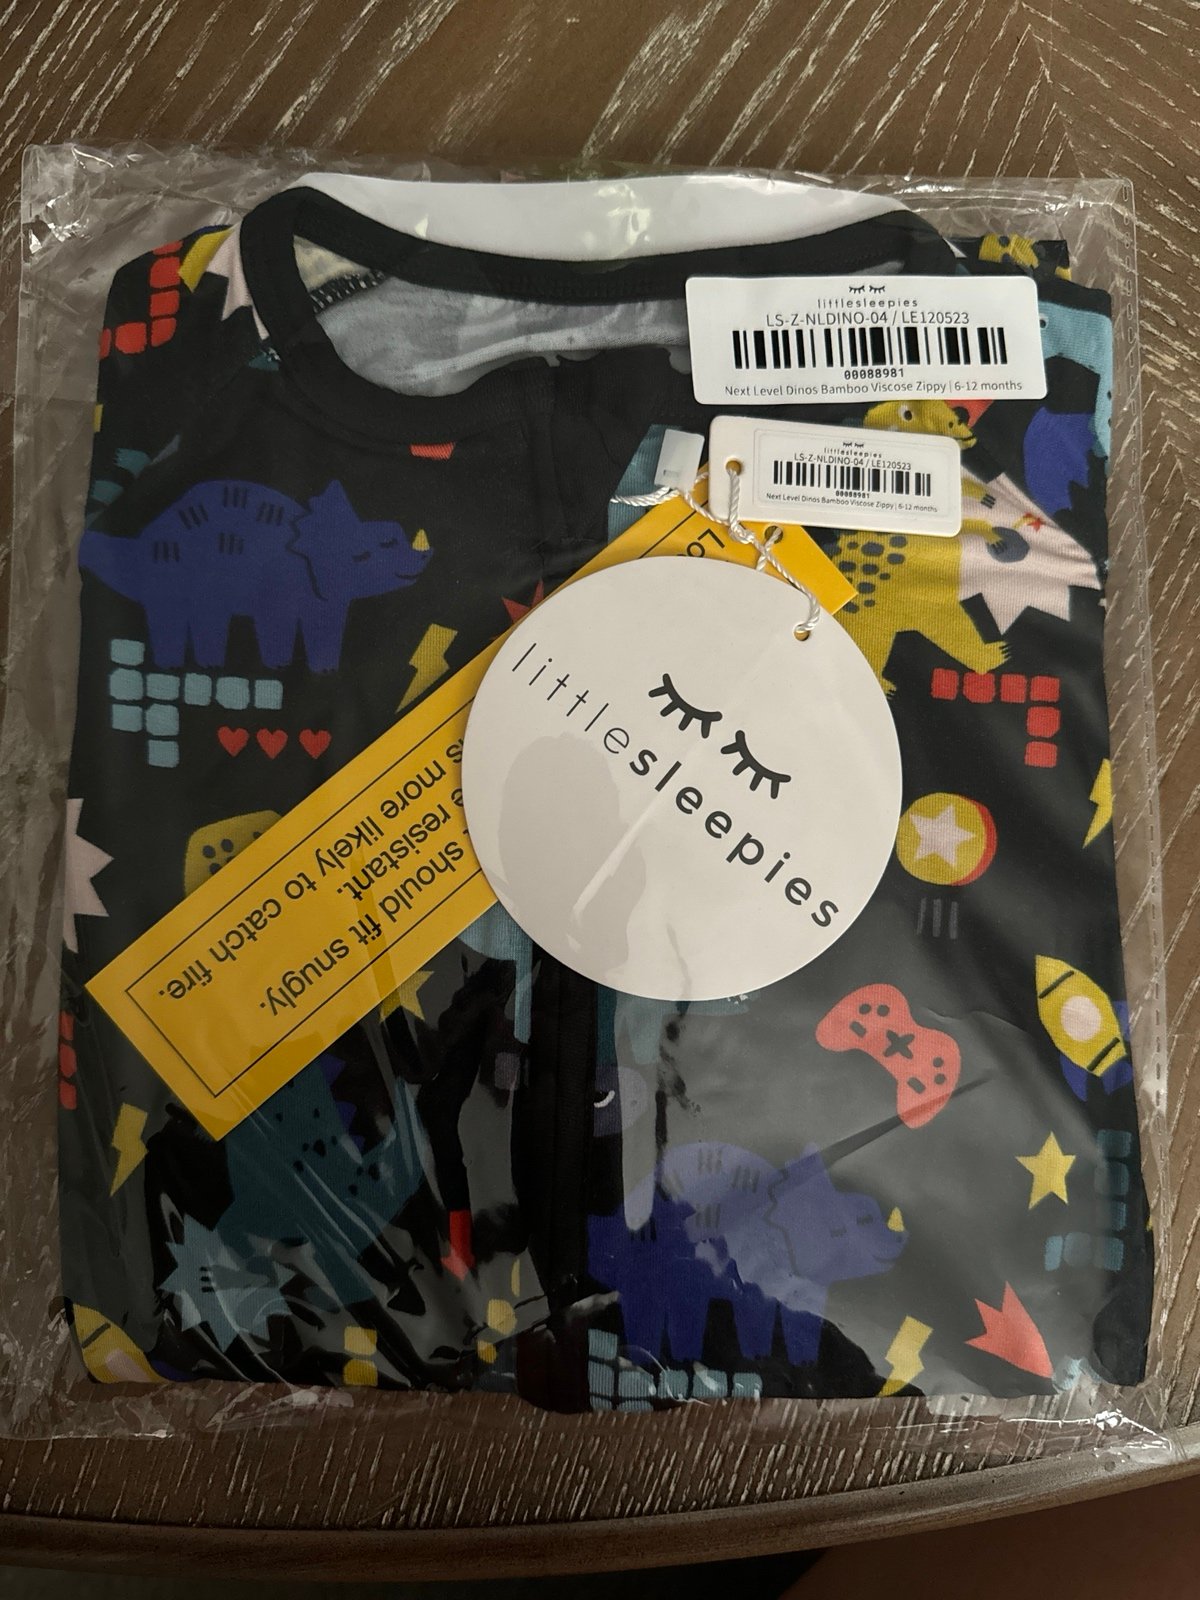 littlesleepies
LS-Z-NLDINO-04 / LE120523
00088981
Next Level Dinos Bamboo Viscose Zippy | 6-12 months
littlesleepies
LS-Z-NLDINO-04 / LE120523
00088981
Next Level Dinos Bamboo Viscose Zippy | 6-12 months
littlesleepies
should fit snugly.
resistant.
more likely to catch fire.